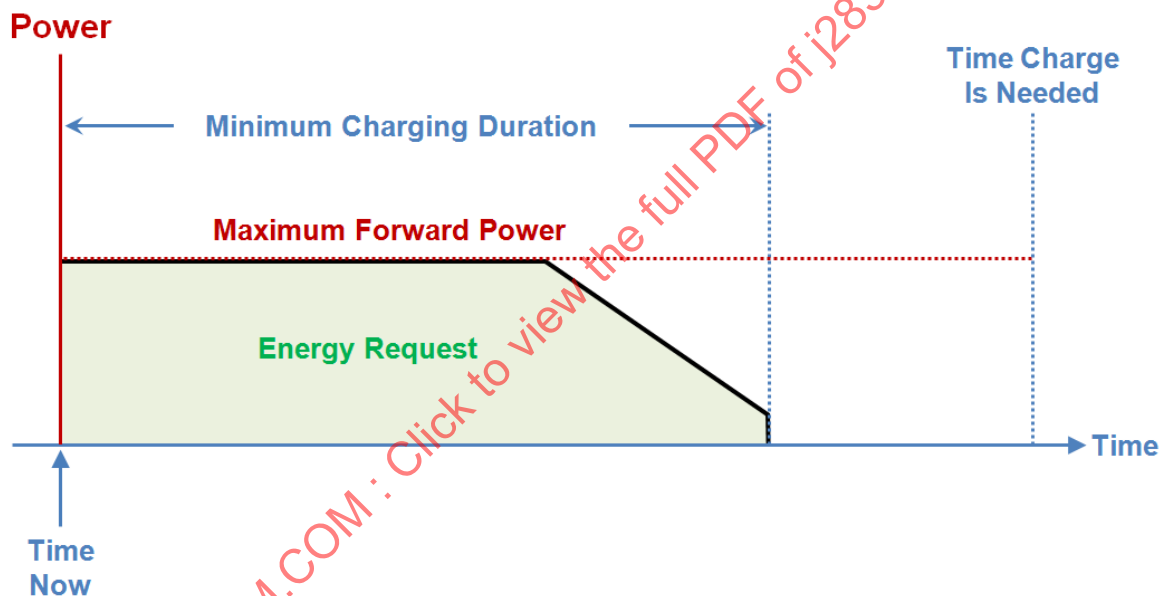 Power
Time Charge
Is Needed
Minimum Charging Duration
Maximum Forward Power
Energy Request
Time
Time
Now
.COM : Click to view the full PDF of